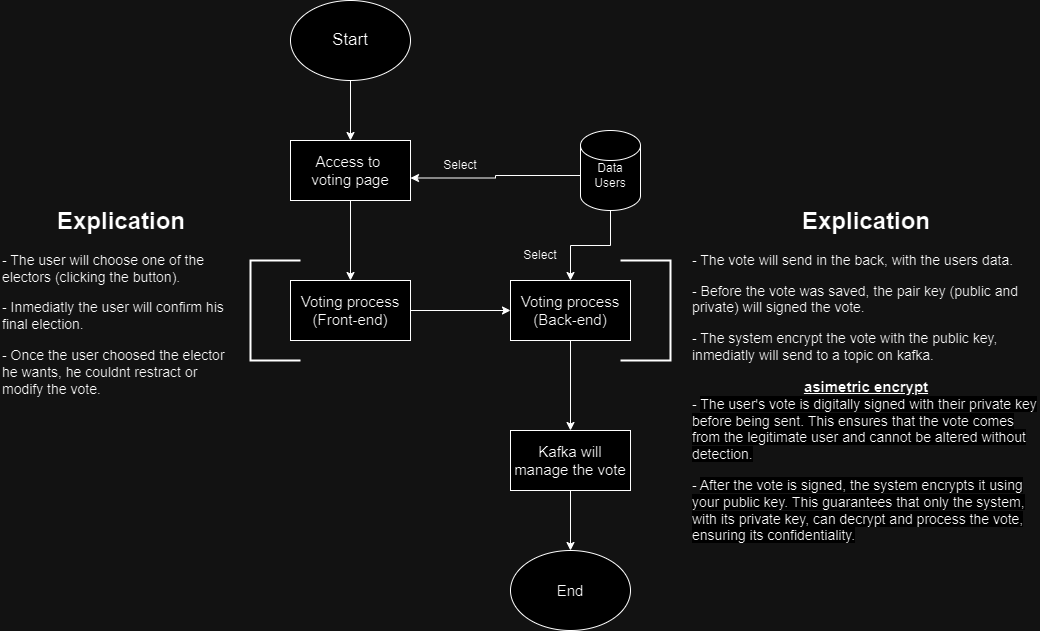 Start
Access to
voting page
Select
Data
Users
Explication
- The user will choose one of the
electors (clicking the button).
- Inmediatly the user will confirm his
final election.
- Once the user choosed the elector
he wants, he couldnt restract or
modify the vote.
Voting process
(Front-end)
Select
Voting process
(Back-end)
Explication
- The vote will send in the back, with the users data.
- Before the vote was saved, the pair key (public and
private) will signed the vote.
- The system encrypt the vote with the public key,
inmediatly will send to a topic on kafka.
asimetric encrypt
- The user's vote is digitally signed with their private key
before being sent. This ensures that the vote comes
from the legitimate user and cannot be altered without
detection.
- After the vote is signed, the system encrypts it using
your public key. This guarantees that only the system,
with its private key, can decrypt and process the vote,
ensuring its confidentiality.
Kafka will
manage the vote
End